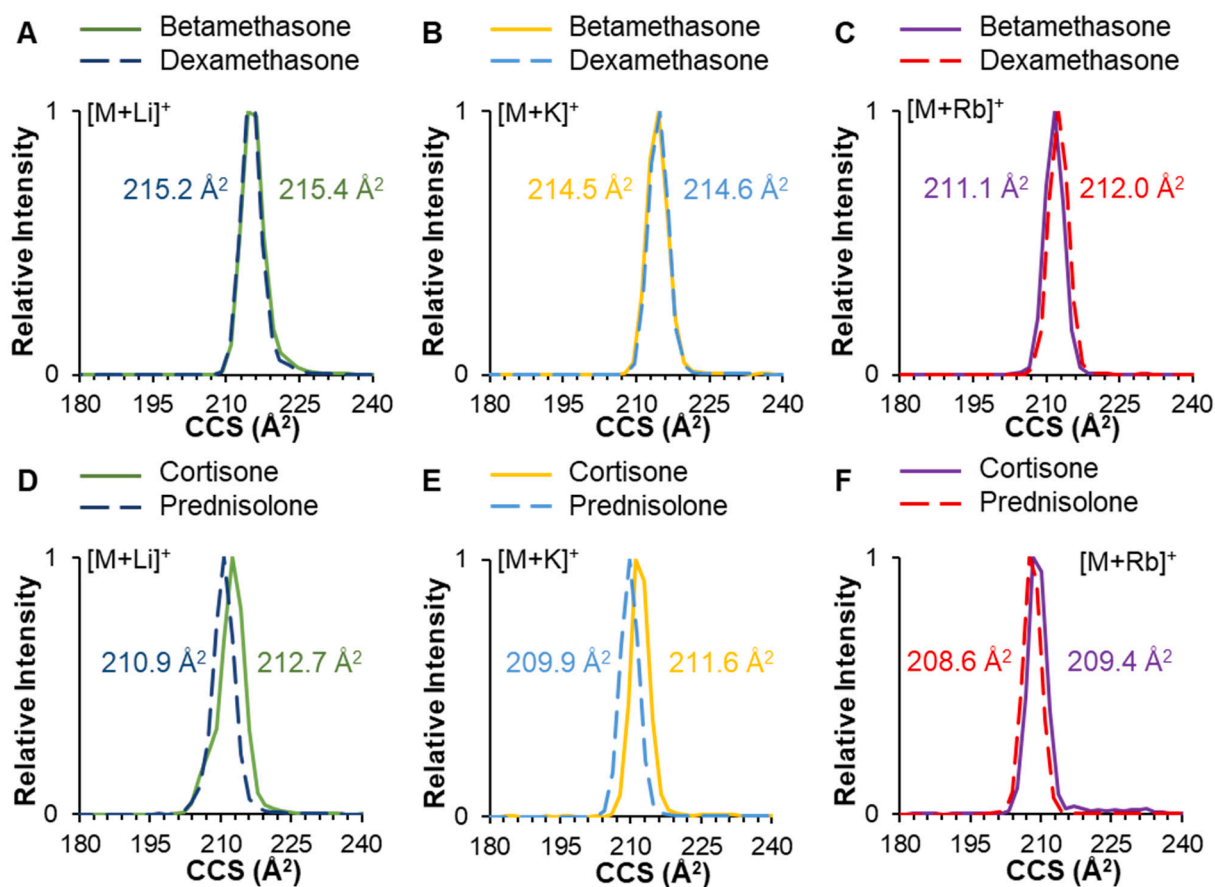 A
Betamethasone
Dexamethasone
[M+Li]⁺
Relative Intensity
1
0
215.2 Å²
215.4 Å²
180 195 210 225 240
CCS (Å²)
B
Betamethasone
Dexamethasone
[M+K]⁺
Relative Intensity
1
0
214.5 Å²
214.6 Å²
180 195 210 225 240
CCS (Å²)
C
Betamethasone
Dexamethasone
[M+Rb]⁺
Relative Intensity
1
0
211.1 Å²
212.0 Å²
180 195 210 225 240
CCS (Å²)
D
Cortisone
Prednisolone
[M+Li]⁺
Relative Intensity
1
0
210.9 Å²
212.7 Å²
180 195 210 225 240
CCS (Å²)
E
Cortisone
Prednisolone
[M+K]⁺
Relative Intensity
1
0
209.9 Å²
211.6 Å²
180 195 210 225 240
CCS (Å²)
F
Cortisone
Prednisolone
[M+Rb]⁺
Relative Intensity
1
0
208.6 Å²
209.4 Å²
180 195 210 225 240
CCS (Å²)